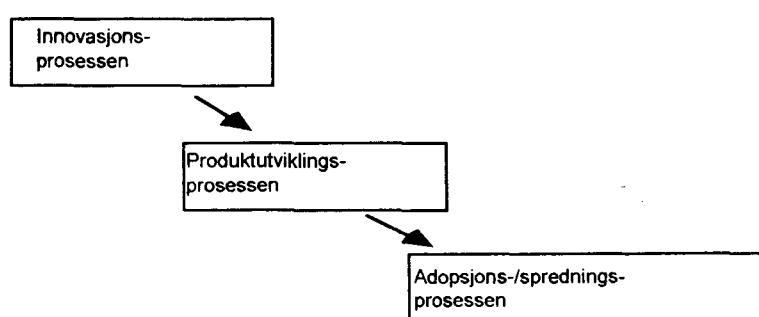 Innovasjons-
prosessen
Produktutviklings-
prosessen
Adopsjons-/sprednings-
prosessen